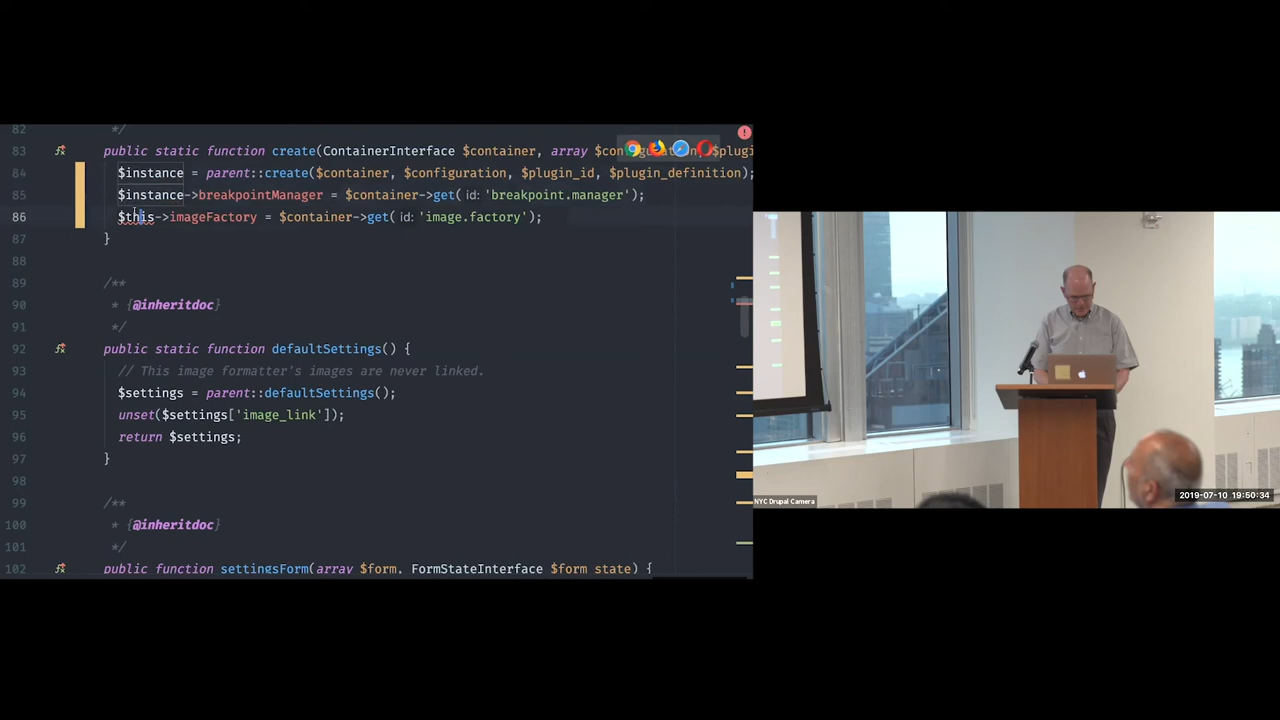 82 */
83 public static function create(ContainerInterface $container, array $con $plugin
84 $instance = parent::create($container, $configuration, $plugin_id, $plugin_definition);
85 $instance->breakpointManager = $container->get( id: 'breakpoint.manager');
86 $this->imageFactory = $container->get( id: 'image.factory');
87 }
88
89 /**
90 * {@inheritdoc}
91 */
92 public static function defaultSettings() {
93 // This image formatter's images are never linked.
94 $settings = parent::defaultSettings();
95 unset($settings['image_link']);
96 return $settings;
97 }
98
99 /**
100 * {@inheritdoc}
101 */
102 public function settingsForm(array $form, FormStateInterface $form_state) {
NYC Drupal Camera
2019-07-10 19:50:34